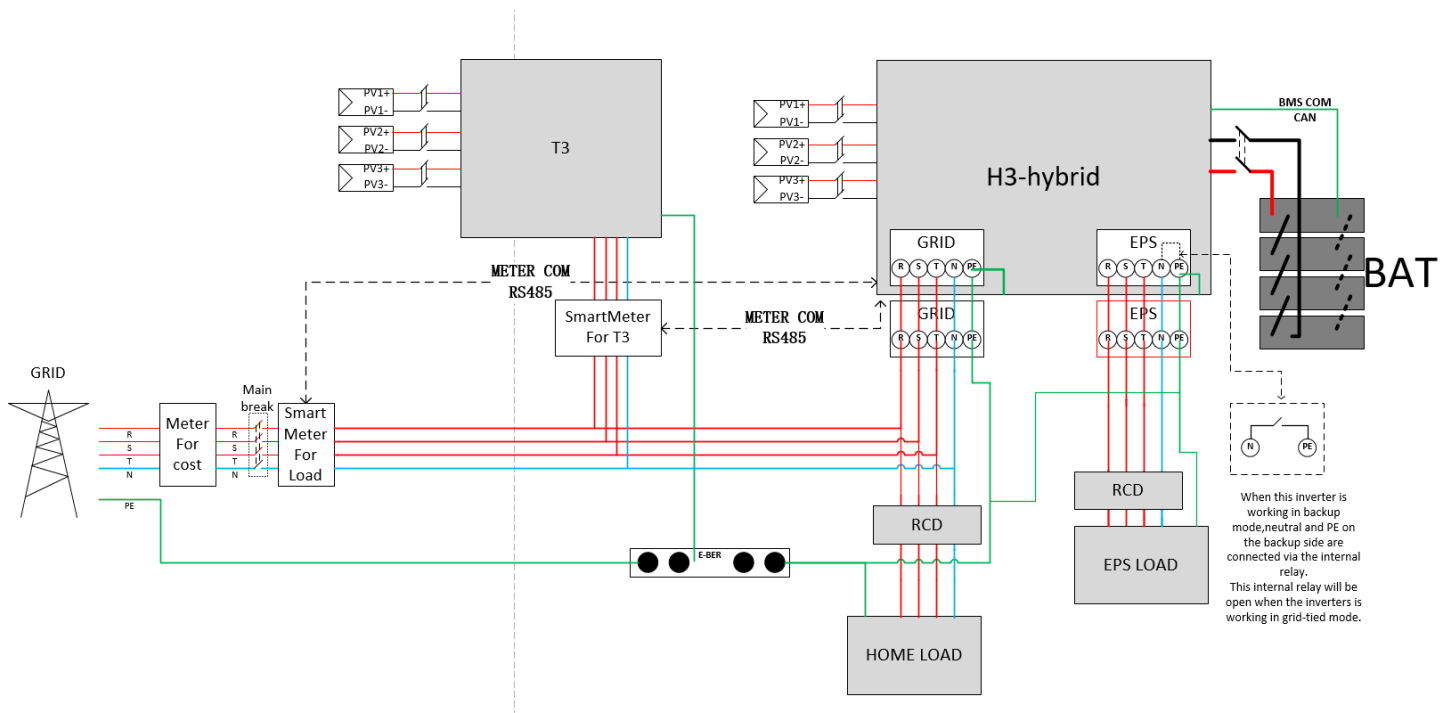 PV1+
PV1-
PV2+
PV2-
PV3+
PV3-
T3
PV1+
PV1-
PV2+
PV2-
PV3+
PV3-
H3-hybrid
BMS COM
CAN
BAT
GRID
R S T N PE
EPS
R S T N PE
METER COM
RS485
SmartMeter
For T3
METER COM
RS485
GRID
R S T N PE
EPS
R S T N PE
GRID
R
S
T
N
PE
Meter
For
cost
Main
break
R
S
T
N
Smart
Meter
For
Load
N PE
RCD
RCD
E-BER
EPS LOAD
HOME LOAD
When this inverter is
working in backup
mode,neutral and PE on
the backup side are
connected via the internal
relay.
This internal relay will be
open when the inverters is
working in grid-tied mode.